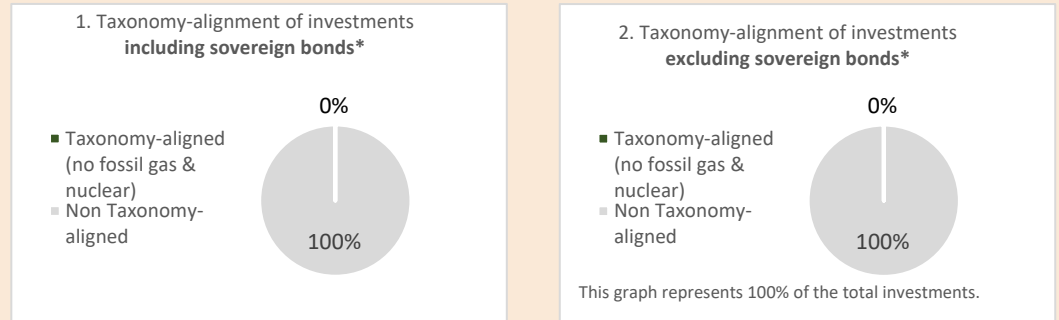 1. Taxonomy-alignment of investments
including sovereign bonds*
0%
Taxonomy-aligned
(no fossil gas &
nuclear)
Non Taxonomy-
aligned
100%
2. Taxonomy-alignment of investments
excluding sovereign bonds*
0%
Taxonomy-aligned
(no fossil gas &
nuclear)
Non Taxonomy-
aligned
100%
This graph represents 100% of the total investments.